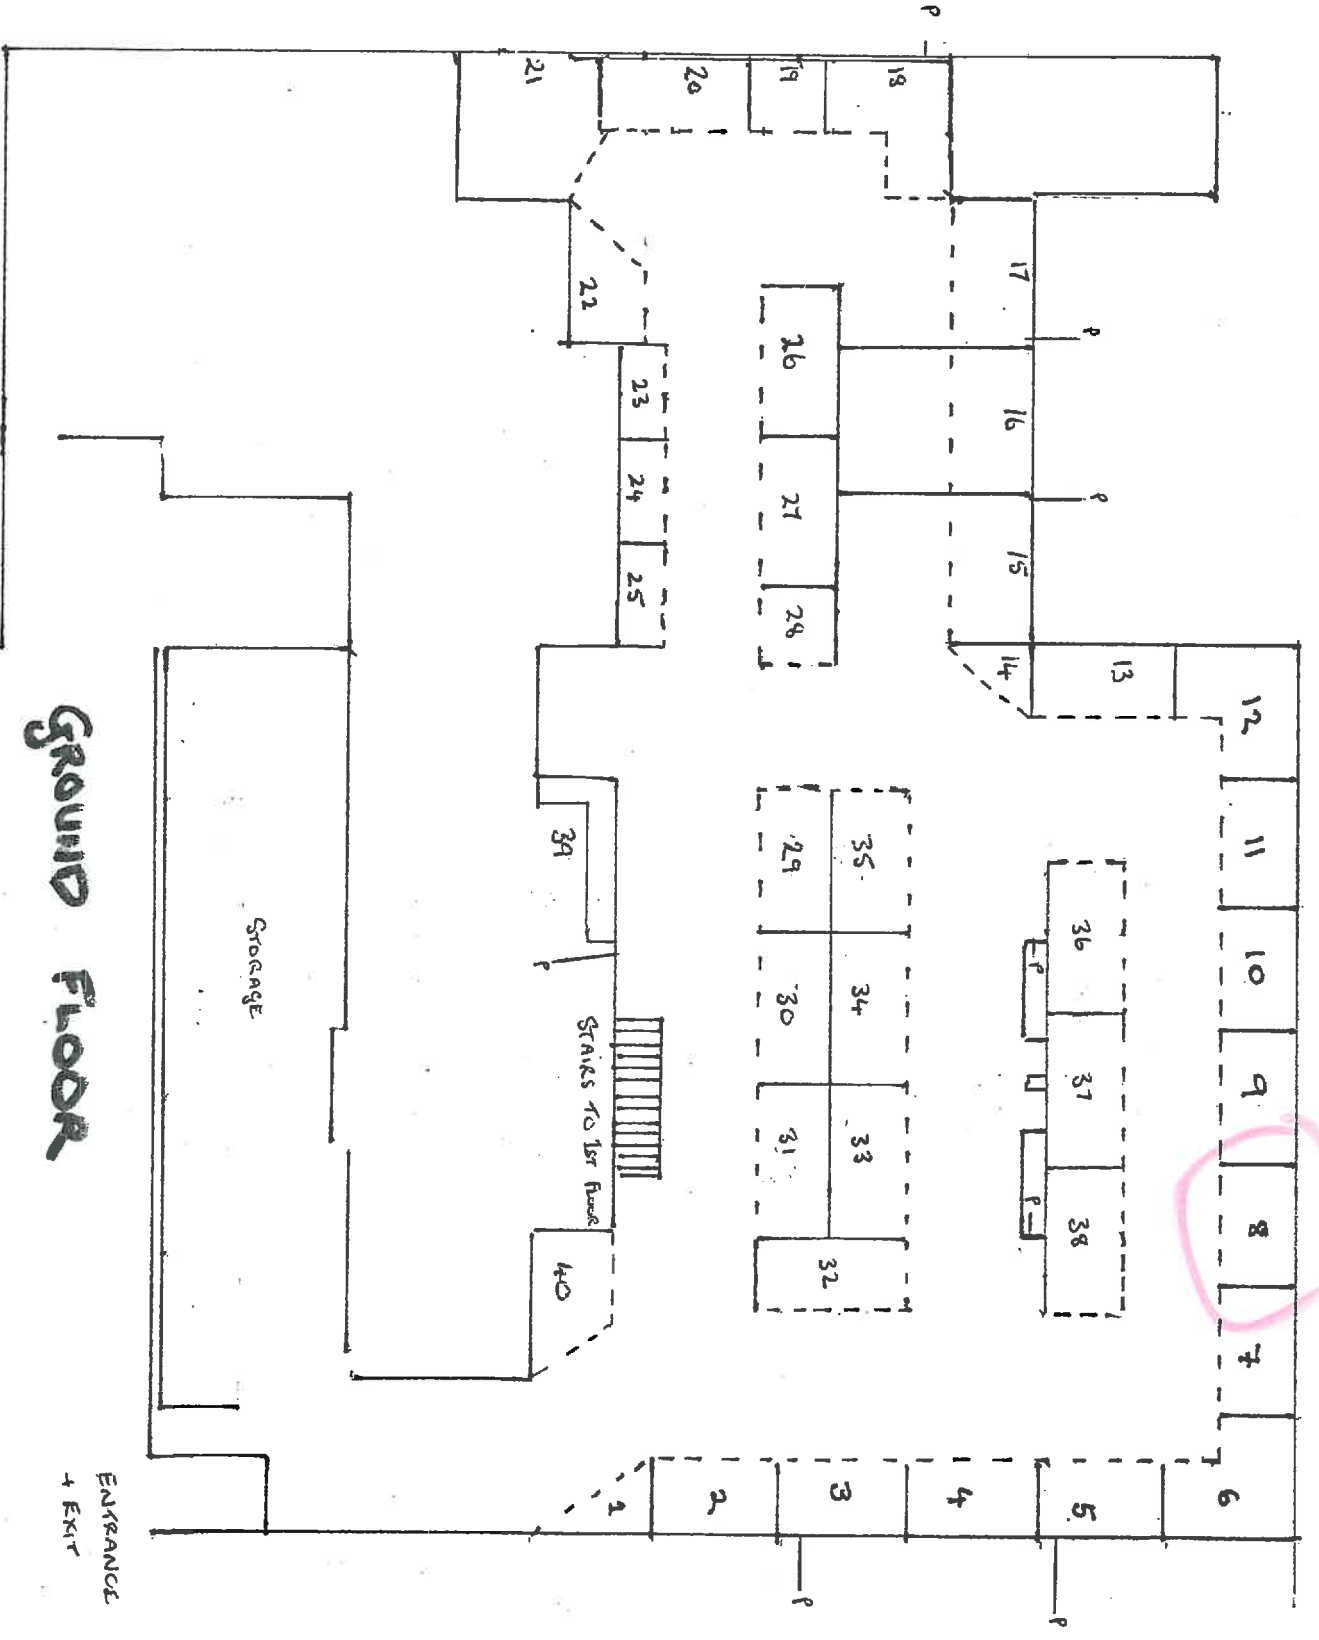 12 11 10 9 8 7 6
13
P P
36 37 38 5
P
17 16 15 14
P P
P
18 4
35 34 33
3
32
P
19 26 27 28 29 30 31
20 2
23 24 25
1
22
STAIRS TO 1ST FLOOR
39 40
P
21
STORAGE
ENTRANCE
+ EXIT
GROUND FLOOR